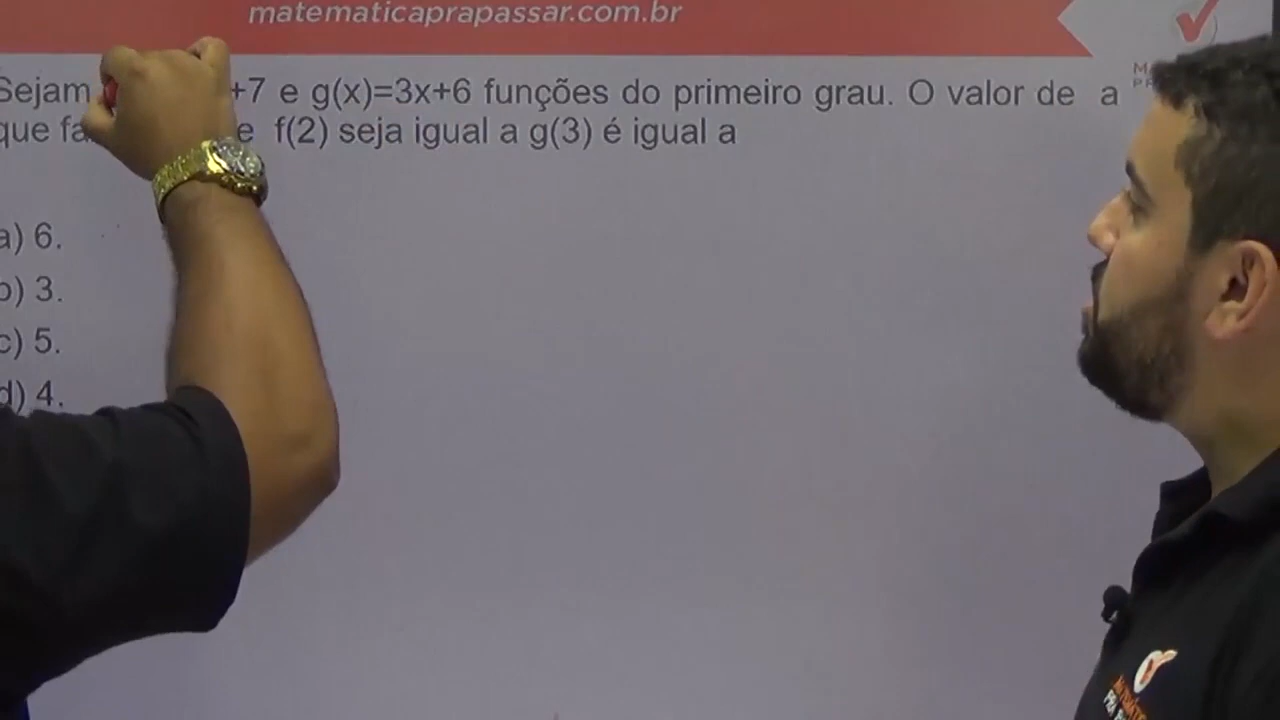 matematicaprapassar.com.br
Sejam +7 e g(x)=3x+6 funções do primeiro grau. O valor de a
que fa e f(2) seja igual a g(3) é igual a
a) 6.
b) 3.
c) 5.
d) 4.